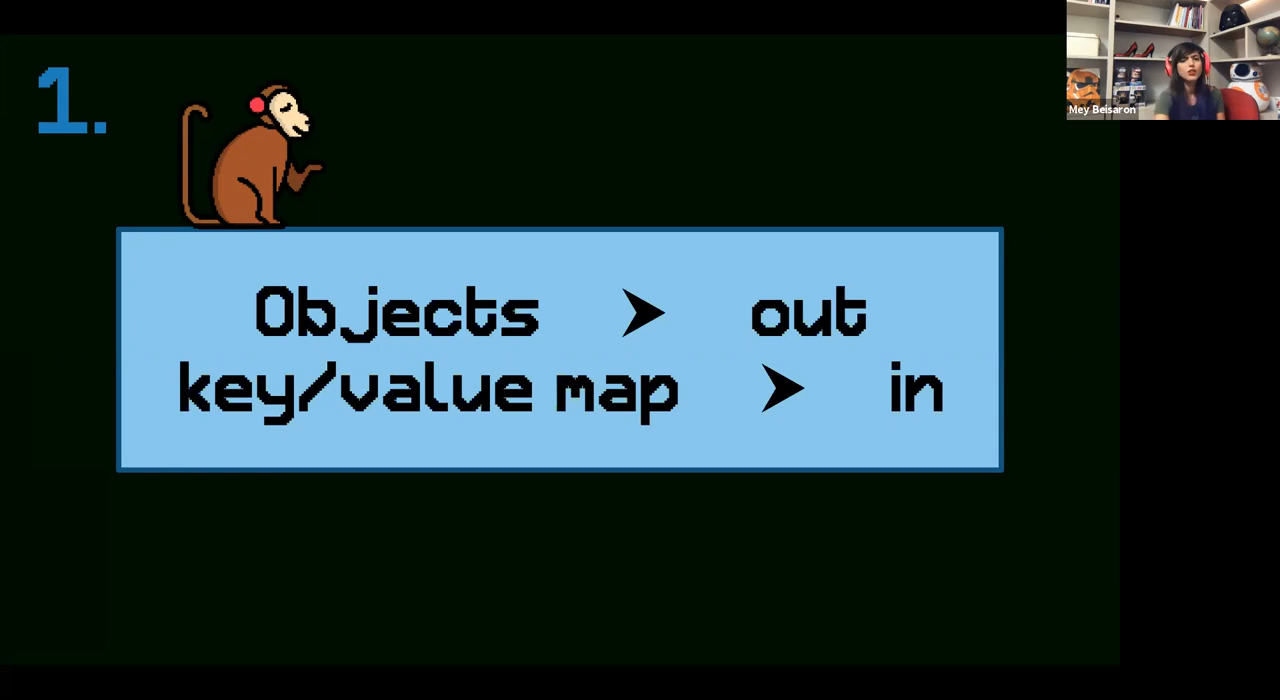 1.
Objects ➤ out
key/value map ➤ in
Mey Beisaron